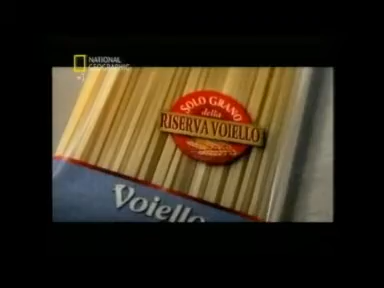 NATIONAL
GEOGRAPHIC
SOLO GRANO
della
RISERVA VOIELLO
Voiello